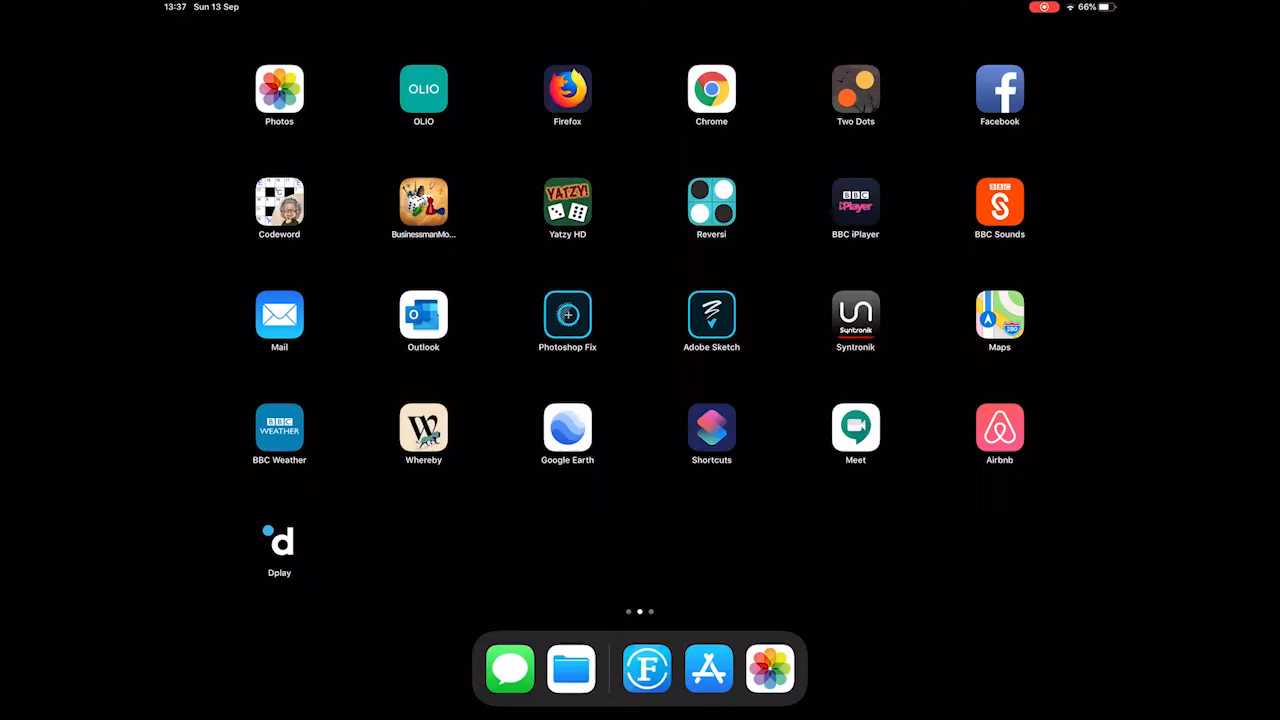 13:37 Sun 13 Sep 66%
OLIO
Photos OLIO Firefox Chrome Two Dots Facebook
YATZY!
BBC
iPlayer
BBC
Codeword BusinessmanMo... Yatzy HD Reversi BBC iPlayer BBC Sounds
Syntronik
280
Mail Outlook Photoshop Fix Adobe Sketch Syntronik Maps
BBC
WEATHER
W
BBC Weather Whereby Google Earth Shortcuts Meet Airbnb
d
Dplay
F